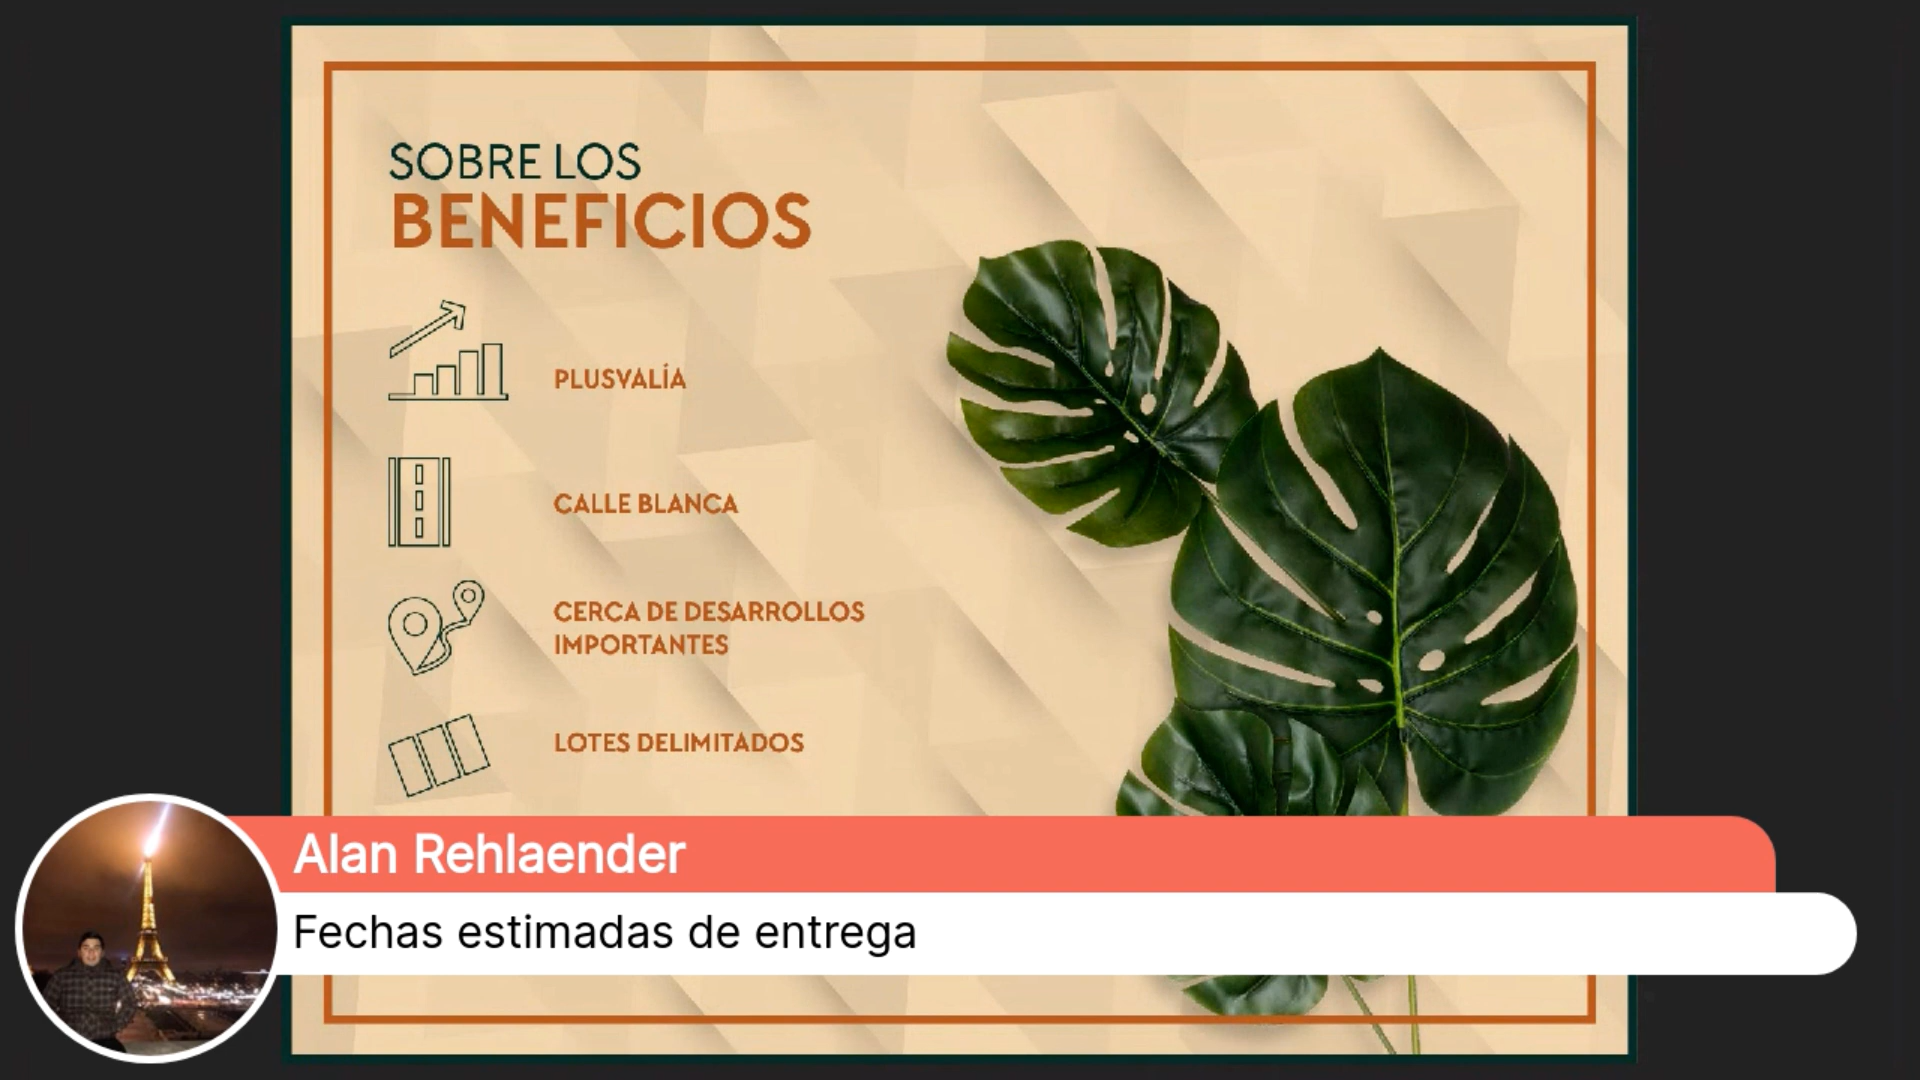 SOBRE LOS
BENEFICIOS
PLUSVALÍA
CALLE BLANCA
CERCA DE DESARROLLOS
IMPORTANTES
LOTES DELIMITADOS
Alan Rehlaender
Fechas estimadas de entrega